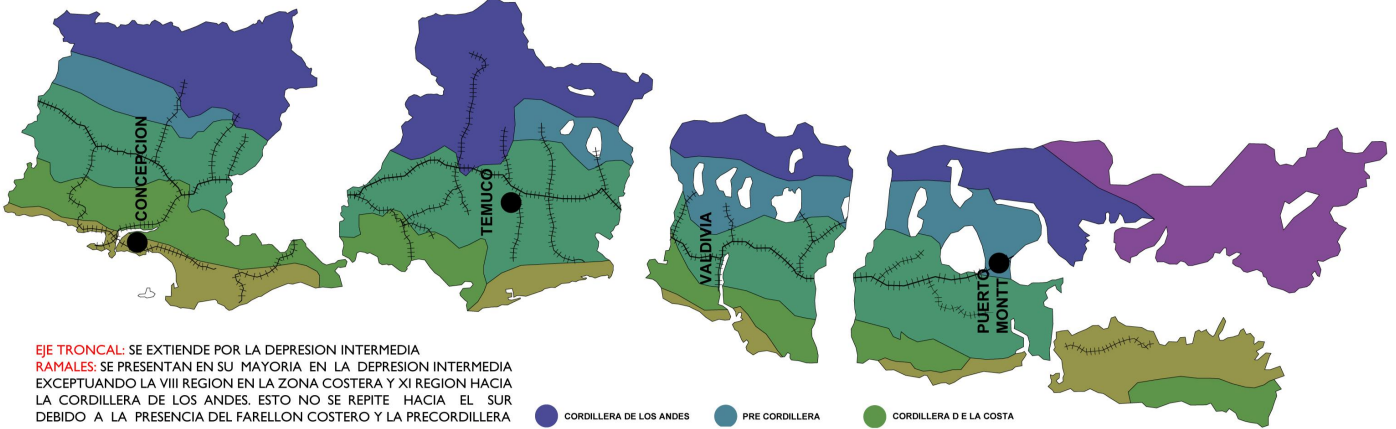 CONCEPCION
TEMUCO
VALDIVIA
PUERTO
MONTT
EJE TRONCAL: SE EXTIENDE POR LA DEPRESION INTERMEDIA
RAMALES: SE PRESENTAN EN SU MAYORIA EN LA DEPRESION INTERMEDIA
EXCEPTUANDO LA VIII REGION EN LA ZONA COSTERA Y XI REGION HACIA
LA CORDILLERA DE LOS ANDES. ESTO NO SE REPITE HACIA EL SUR
DEBIDO A LA PRESENCIA DEL FARELLON COSTERO Y LA PRECORDILLERA
CORDILLERA DE LOS ANDES
PRE CORDILLERA
CORDILLERA D E LA COSTA